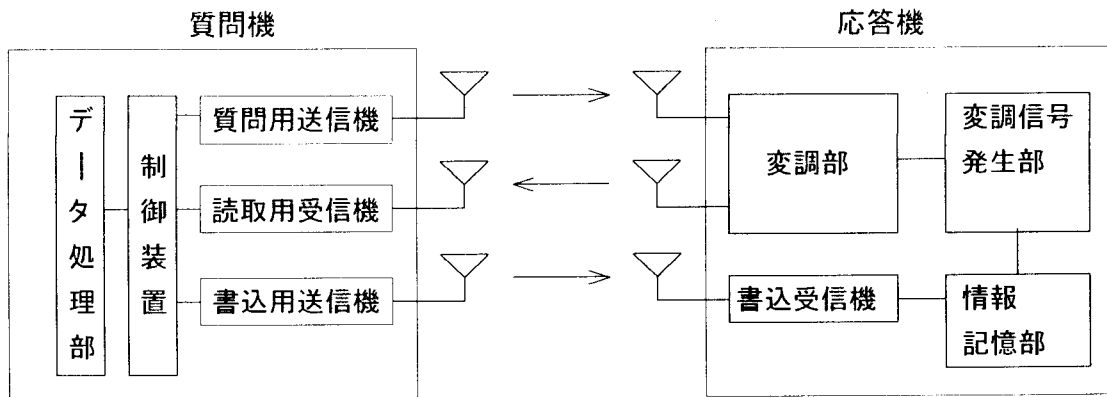 質問機
応答機
データ処理部
制御装置
質問用送信機
読取用受信機
書込用送信機
変調部
変調信号
発生部
書込受信機
情報
記憶部